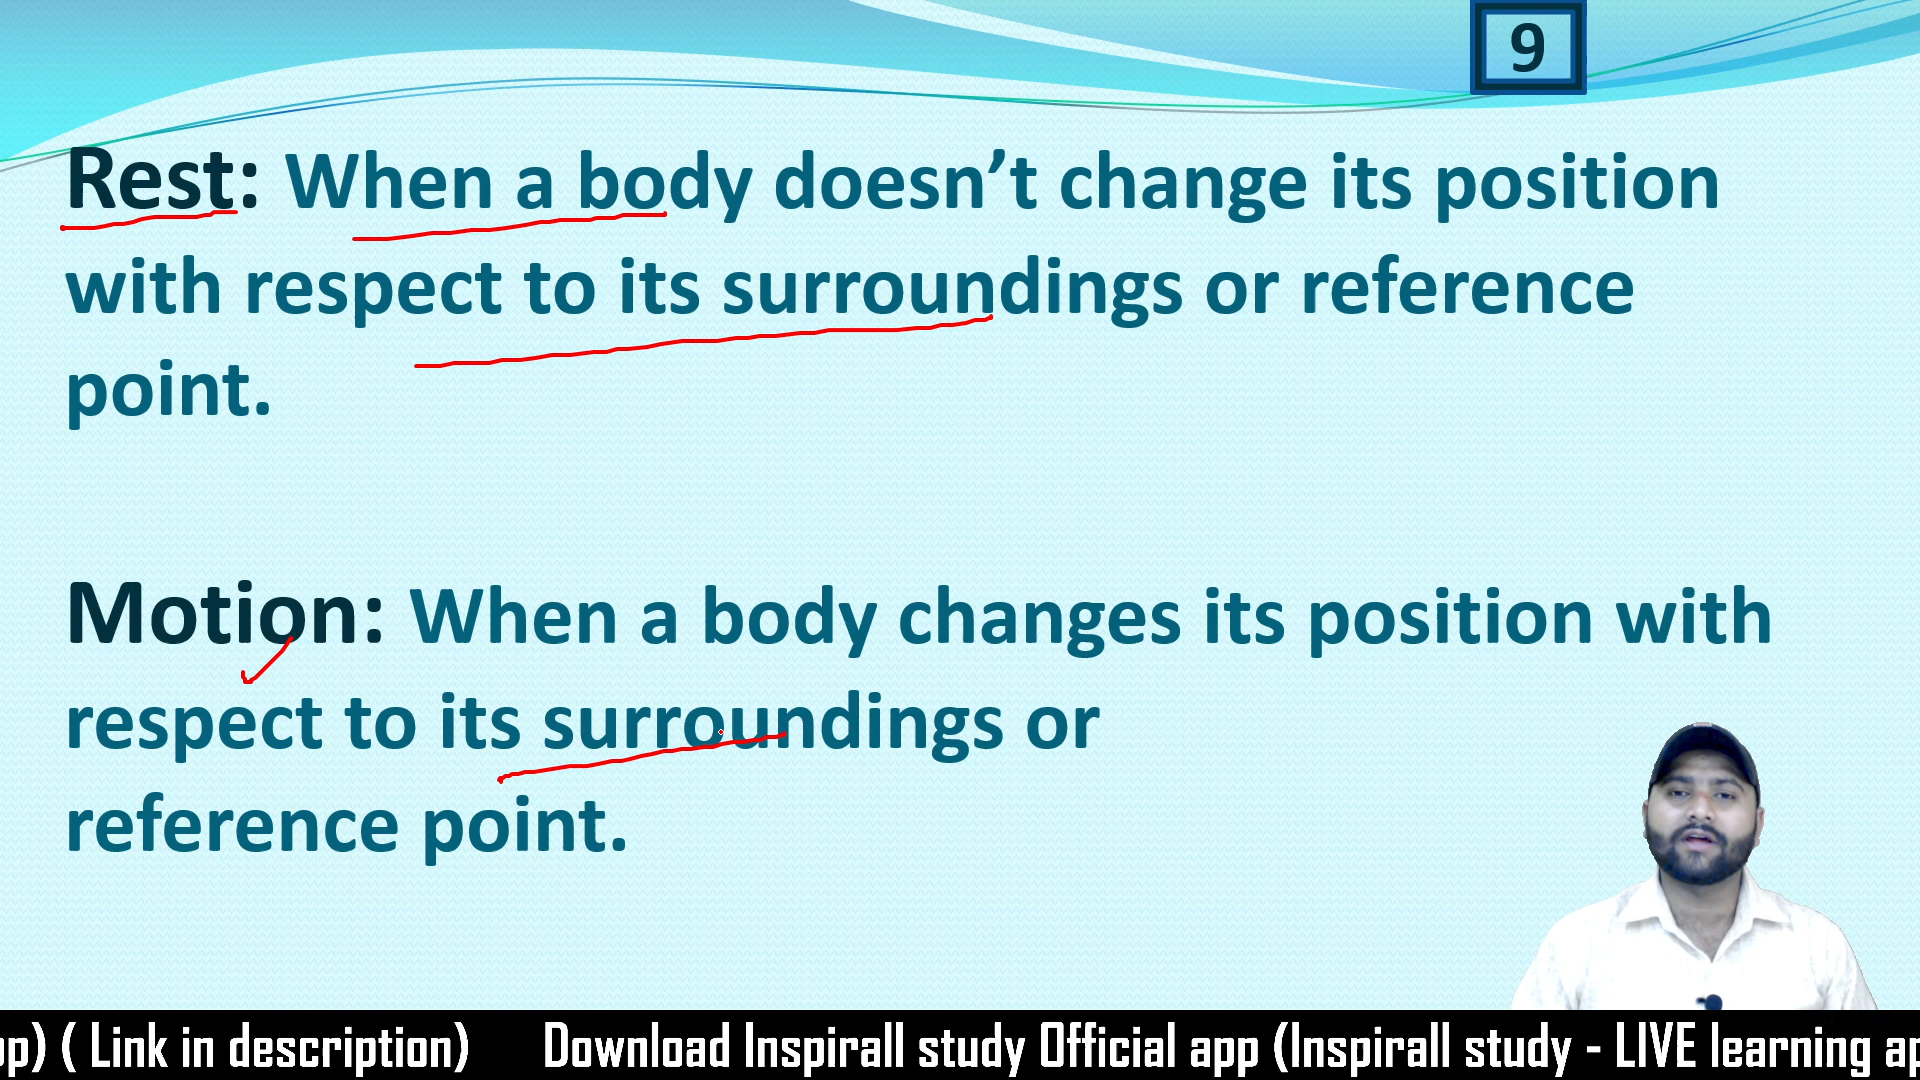 9
Rest: When a body doesn’t change its position
with respect to its surroundings or reference
point.
Motion: When a body changes its position with
respect to its surroundings or
reference point.
( Link in description) Download Inspirall study Official app (Inspirall study - LIVE learning